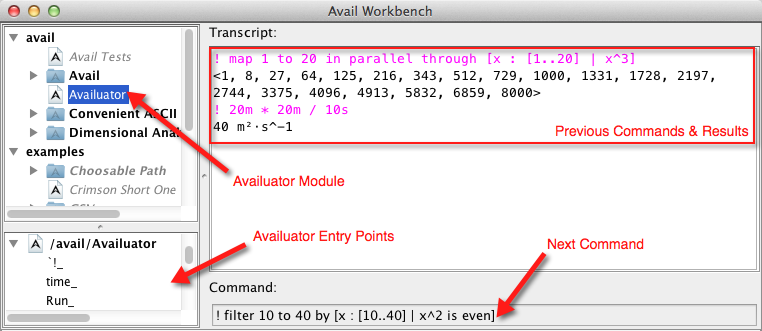 Avail Workbench
avail
Avail Tests
Avail
Availuator
Convenient ASCII
Dimensional Anal
examples
Choosable Path
Crimson Short One
/avail/Availuator
`!_
time_
Run_
Transcript:
! map 1 to 20 in parallel through [x : [1..20] | x^3]
<1, 8, 27, 64, 125, 216, 343, 512, 729, 1000, 1331, 1728, 2197,
2744, 3375, 4096, 4913, 5832, 6859, 8000>
! 20m * 20m / 10s
40 m²·s^-1
Previous Commands & Results
Availuator Module
Availuator Entry Points
Next Command
Command:
! filter 10 to 40 by [x : [10..40] | x^2 is even]